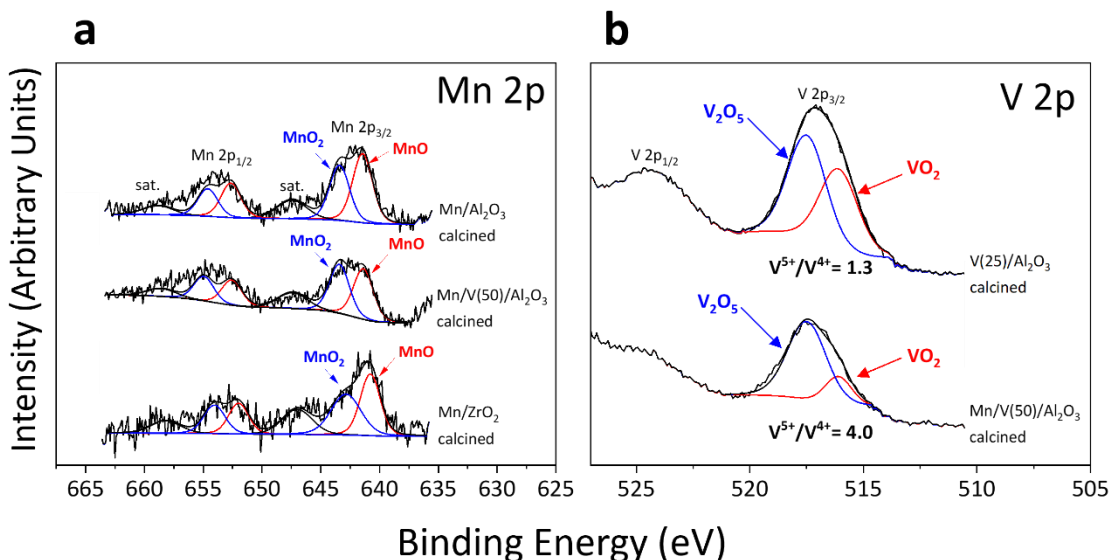 a
b
Intensity (Arbitrary Units)
Mn 2p
Mn 2p3/2
MnO2
MnO
Mn 2p1/2
sat.
sat.
Mn/Al2O3
calcined
MnO2
MnO
Mn/V(50)/Al2O3
calcined
MnO2
MnO
Mn/ZrO2
calcined
665 660 655 650 645 640 635 630 625
V 2p
V 2p3/2
V2O5
V 2p1/2
VO2
V5+/V4+= 1.3
V(25)/Al2O3
calcined
V2O5
VO2
V5+/V4+= 4.0
Mn/V(50)/Al2O3
calcined
525 520 515 510 505
Binding Energy (eV)